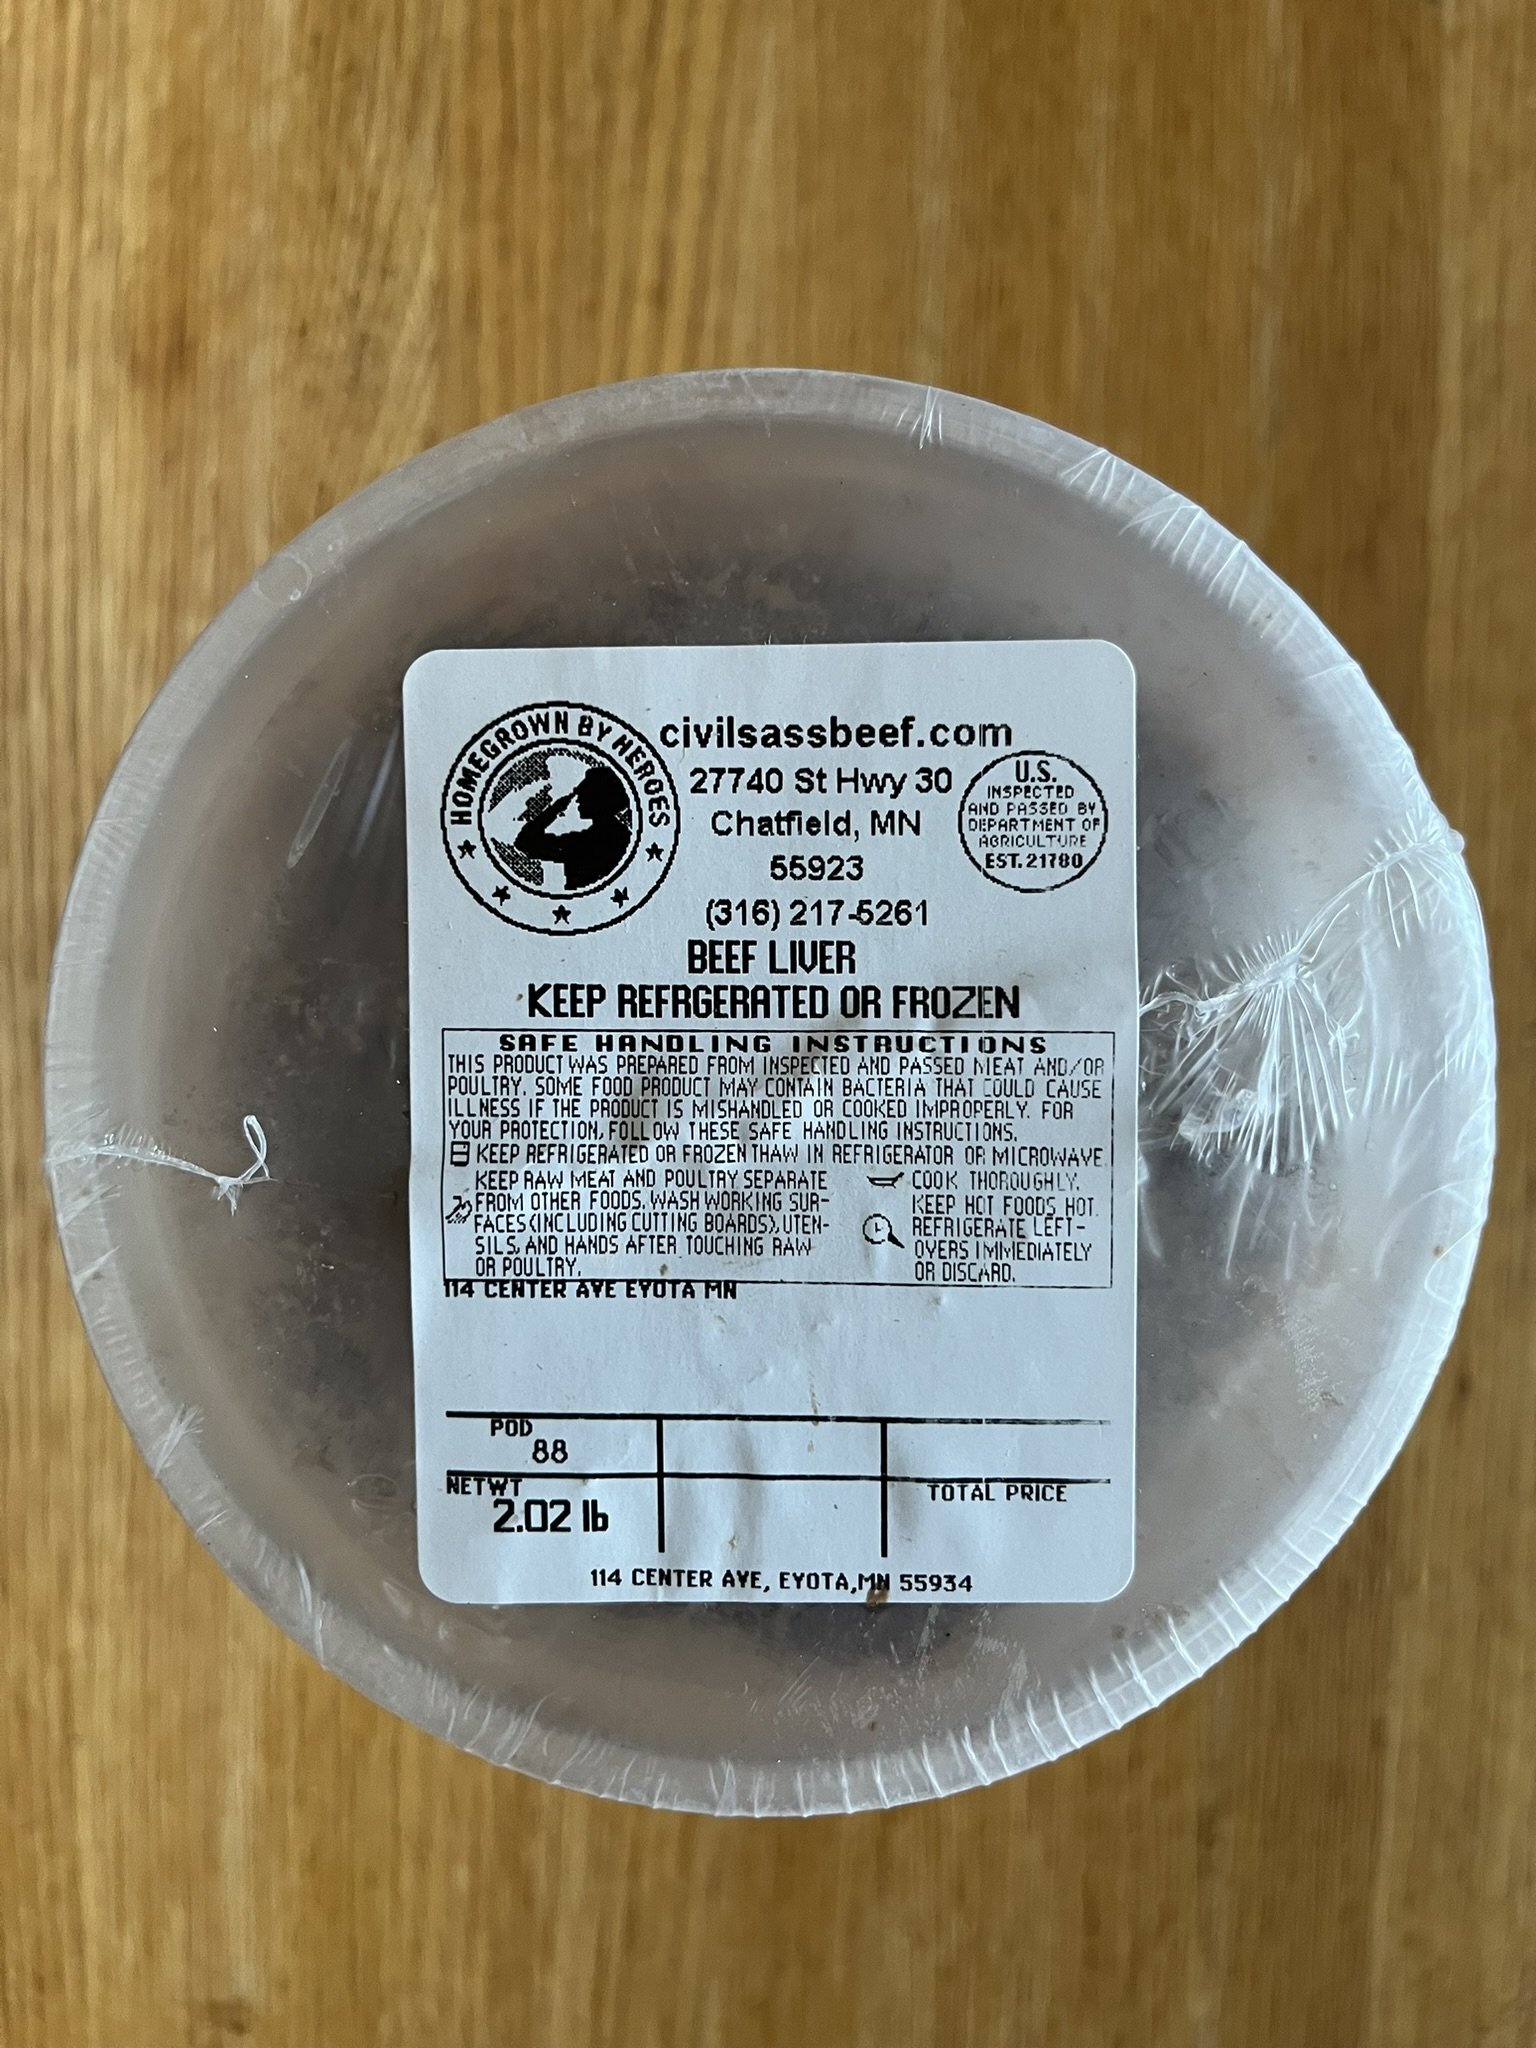 HOMEGROWN BY HEROES
civilsassbeef.com
27740 St Hwy 30
Chatfield, MN
55923
(316) 217-5261
U.S.
INSPECTED
AND PASSED BY
DEPARTMENT OF
AGRICULTURE
EST. 21780
BEEF LIVER
KEEP REFRGERATED OR FROZEN
SAFE HANDLING INSTRUCTIONS
THIS PRODUCT WAS PREPARED FROM INSPECTED AND PASSED MEAT AND/OR
POULTRY. SOME FOOD PRODUCT MAY CONTAIN BACTERIA THAT COULD CAUSE
ILLNESS IF THE PRODUCT IS MISHANDLED OR COOKED IMPROPERLY. FOR
YOUR PROTECTION, FOLLOW THESE SAFE HANDLING INSTRUCTIONS.
KEEP REFRIGERATED OR FROZEN THAW IN REFRIGERATOR OR MICROWAVE
KEEP RAW MEAT AND POULTRY SEPARATE
FROM OTHER FOODS. WASH WORKING SUR-
FACES (INCLUDING CUTTING BOARDS), UTEN-
SILS, AND HANDS AFTER TOUCHING RAW
OR POULTRY.
COOK THOROUGHLY.
KEEP HOT FOODS HOT.
REFRIGERATE LEFT-
OVERS IMMEDIATELY
OR DISCARD.
114 CENTER AVE EYOTA MN
POD
88
NETWT
2.02 lb
TOTAL PRICE
114 CENTER AVE, EYOTA,MN 55934